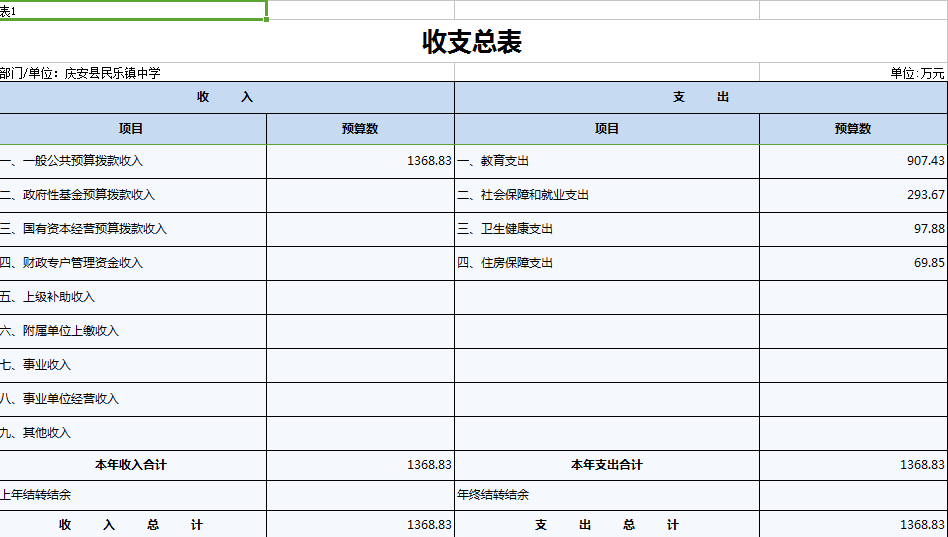 表1
收支总表
部门/单位：庆安县民乐镇中学 单位:万元
收 入 支 出
项目 预算数 项目 预算数
一、一般公共预算拨款收入 1368.83 一、教育支出 907.43
二、政府性基金预算拨款收入 二、社会保障和就业支出 293.67
三、国有资本经营预算拨款收入 三、卫生健康支出 97.88
四、财政专户管理资金收入 四、住房保障支出 69.85
五、上级补助收入
六、附属单位上缴收入
七、事业收入
八、事业单位经营收入
九、其他收入
本年收入合计 1368.83 本年支出合计 1368.83
上年结转结余 年终结转结余
收 入 总 计 1368.83 支 出 总 计 1368.83